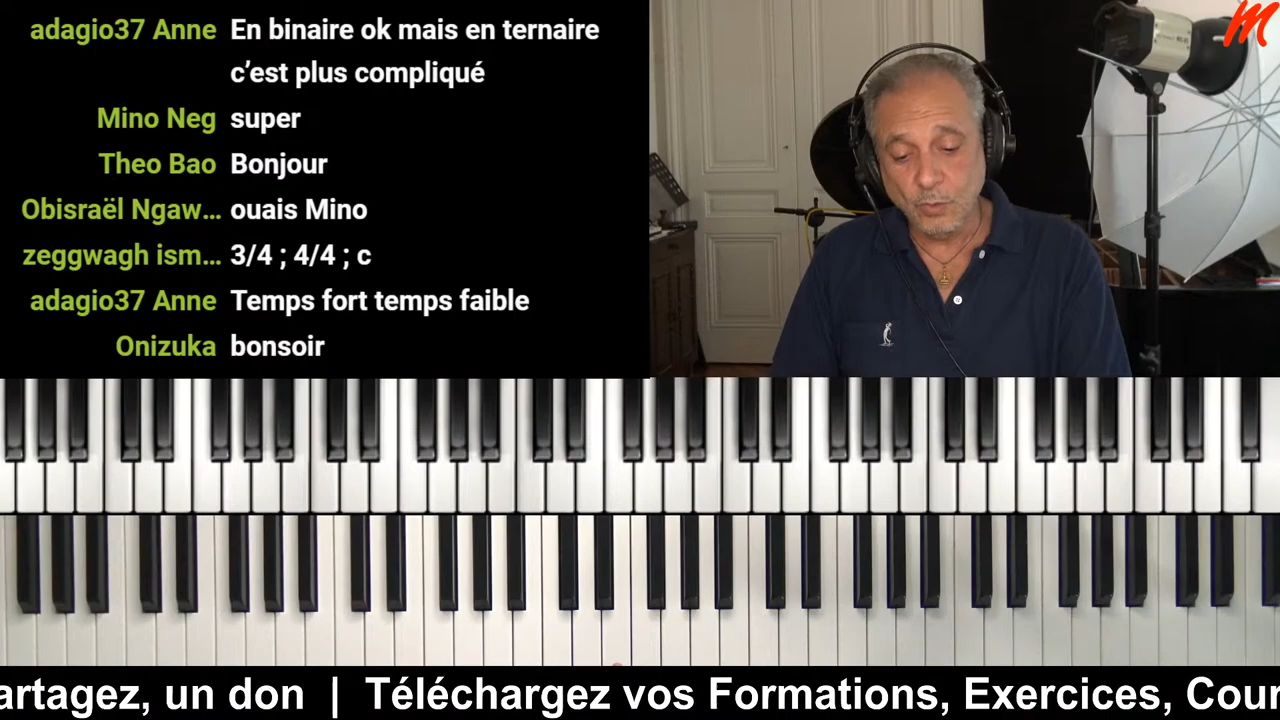 adagio37 Anne En binaire ok mais en ternaire
c’est plus compliqué
Mino Neg super
Theo Bao Bonjour
Obisraël Ngaw... ouais Mino
zeggwagh ism... 3/4 ; 4/4 ; c
adagio37 Anne Temps fort temps faible
Onizuka bonsoir
M
artagez, un don | Téléchargez vos Formations, Exercices, Cour